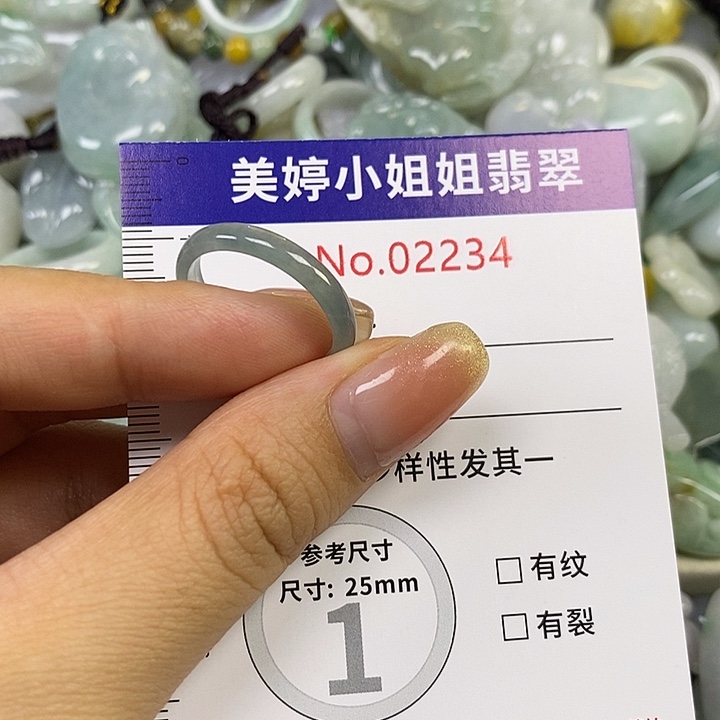 美婷小姐姐翡翠
0
No.02234
样性发其一
参考尺寸
尺寸: 25mm
1
□ 有纹
□ 有裂